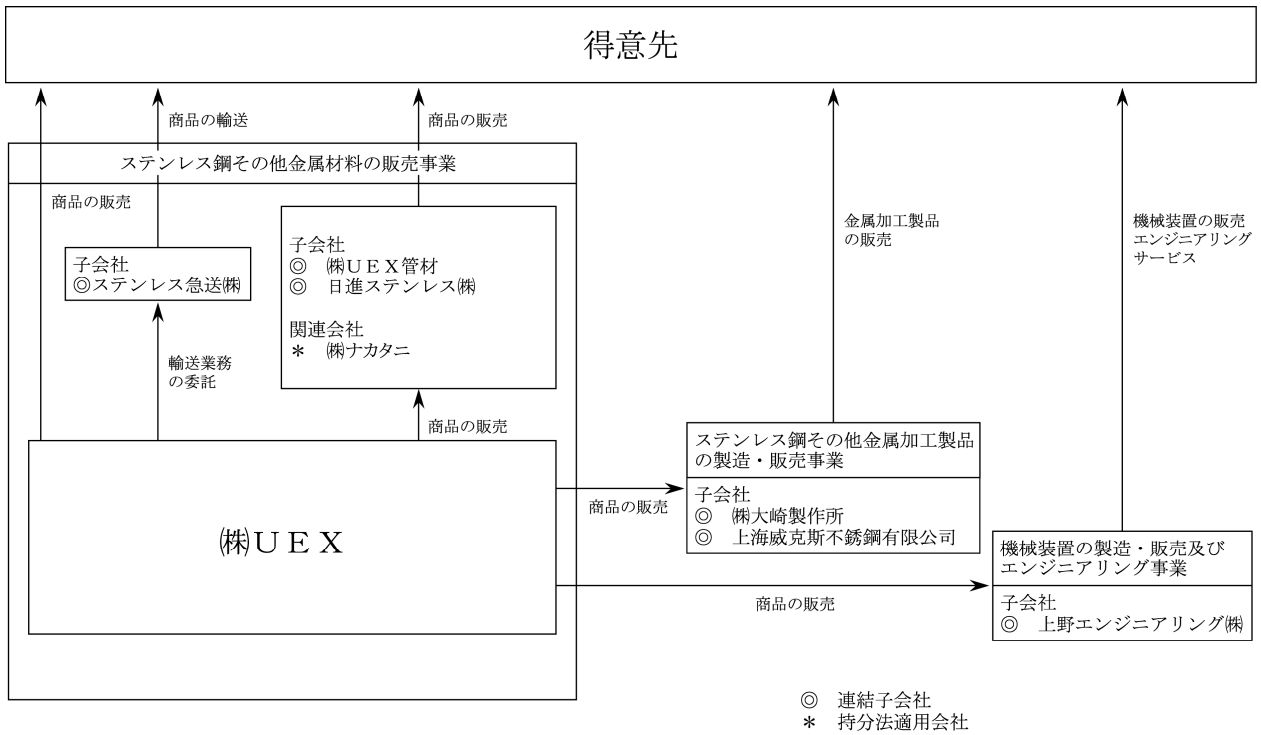 得意先
商品の輸送
商品の販売
ステンレス鋼その他金属材料の販売事業
商品の販売
子会社
◎ステンレス急送㈱
子会社
◎ ㈱UEX管材
◎ 日進ステンレス㈱
関連会社
* ㈱ナカタニ
輸送業務
の委託
商品の販売
㈱UEX
金属加工製品
の販売
機械装置の販売
エンジニアリング
サービス
商品の販売
ステンレス鋼その他金属加工製品
の製造・販売事業
子会社
◎ ㈱大崎製作所
◎ 上海威克斯不銹鋼有限公司
商品の販売
機械装置の製造・販売及び
エンジニアリング事業
子会社
◎ 上野エンジニアリング㈱
◎ 連結子会社
* 持分法適用会社